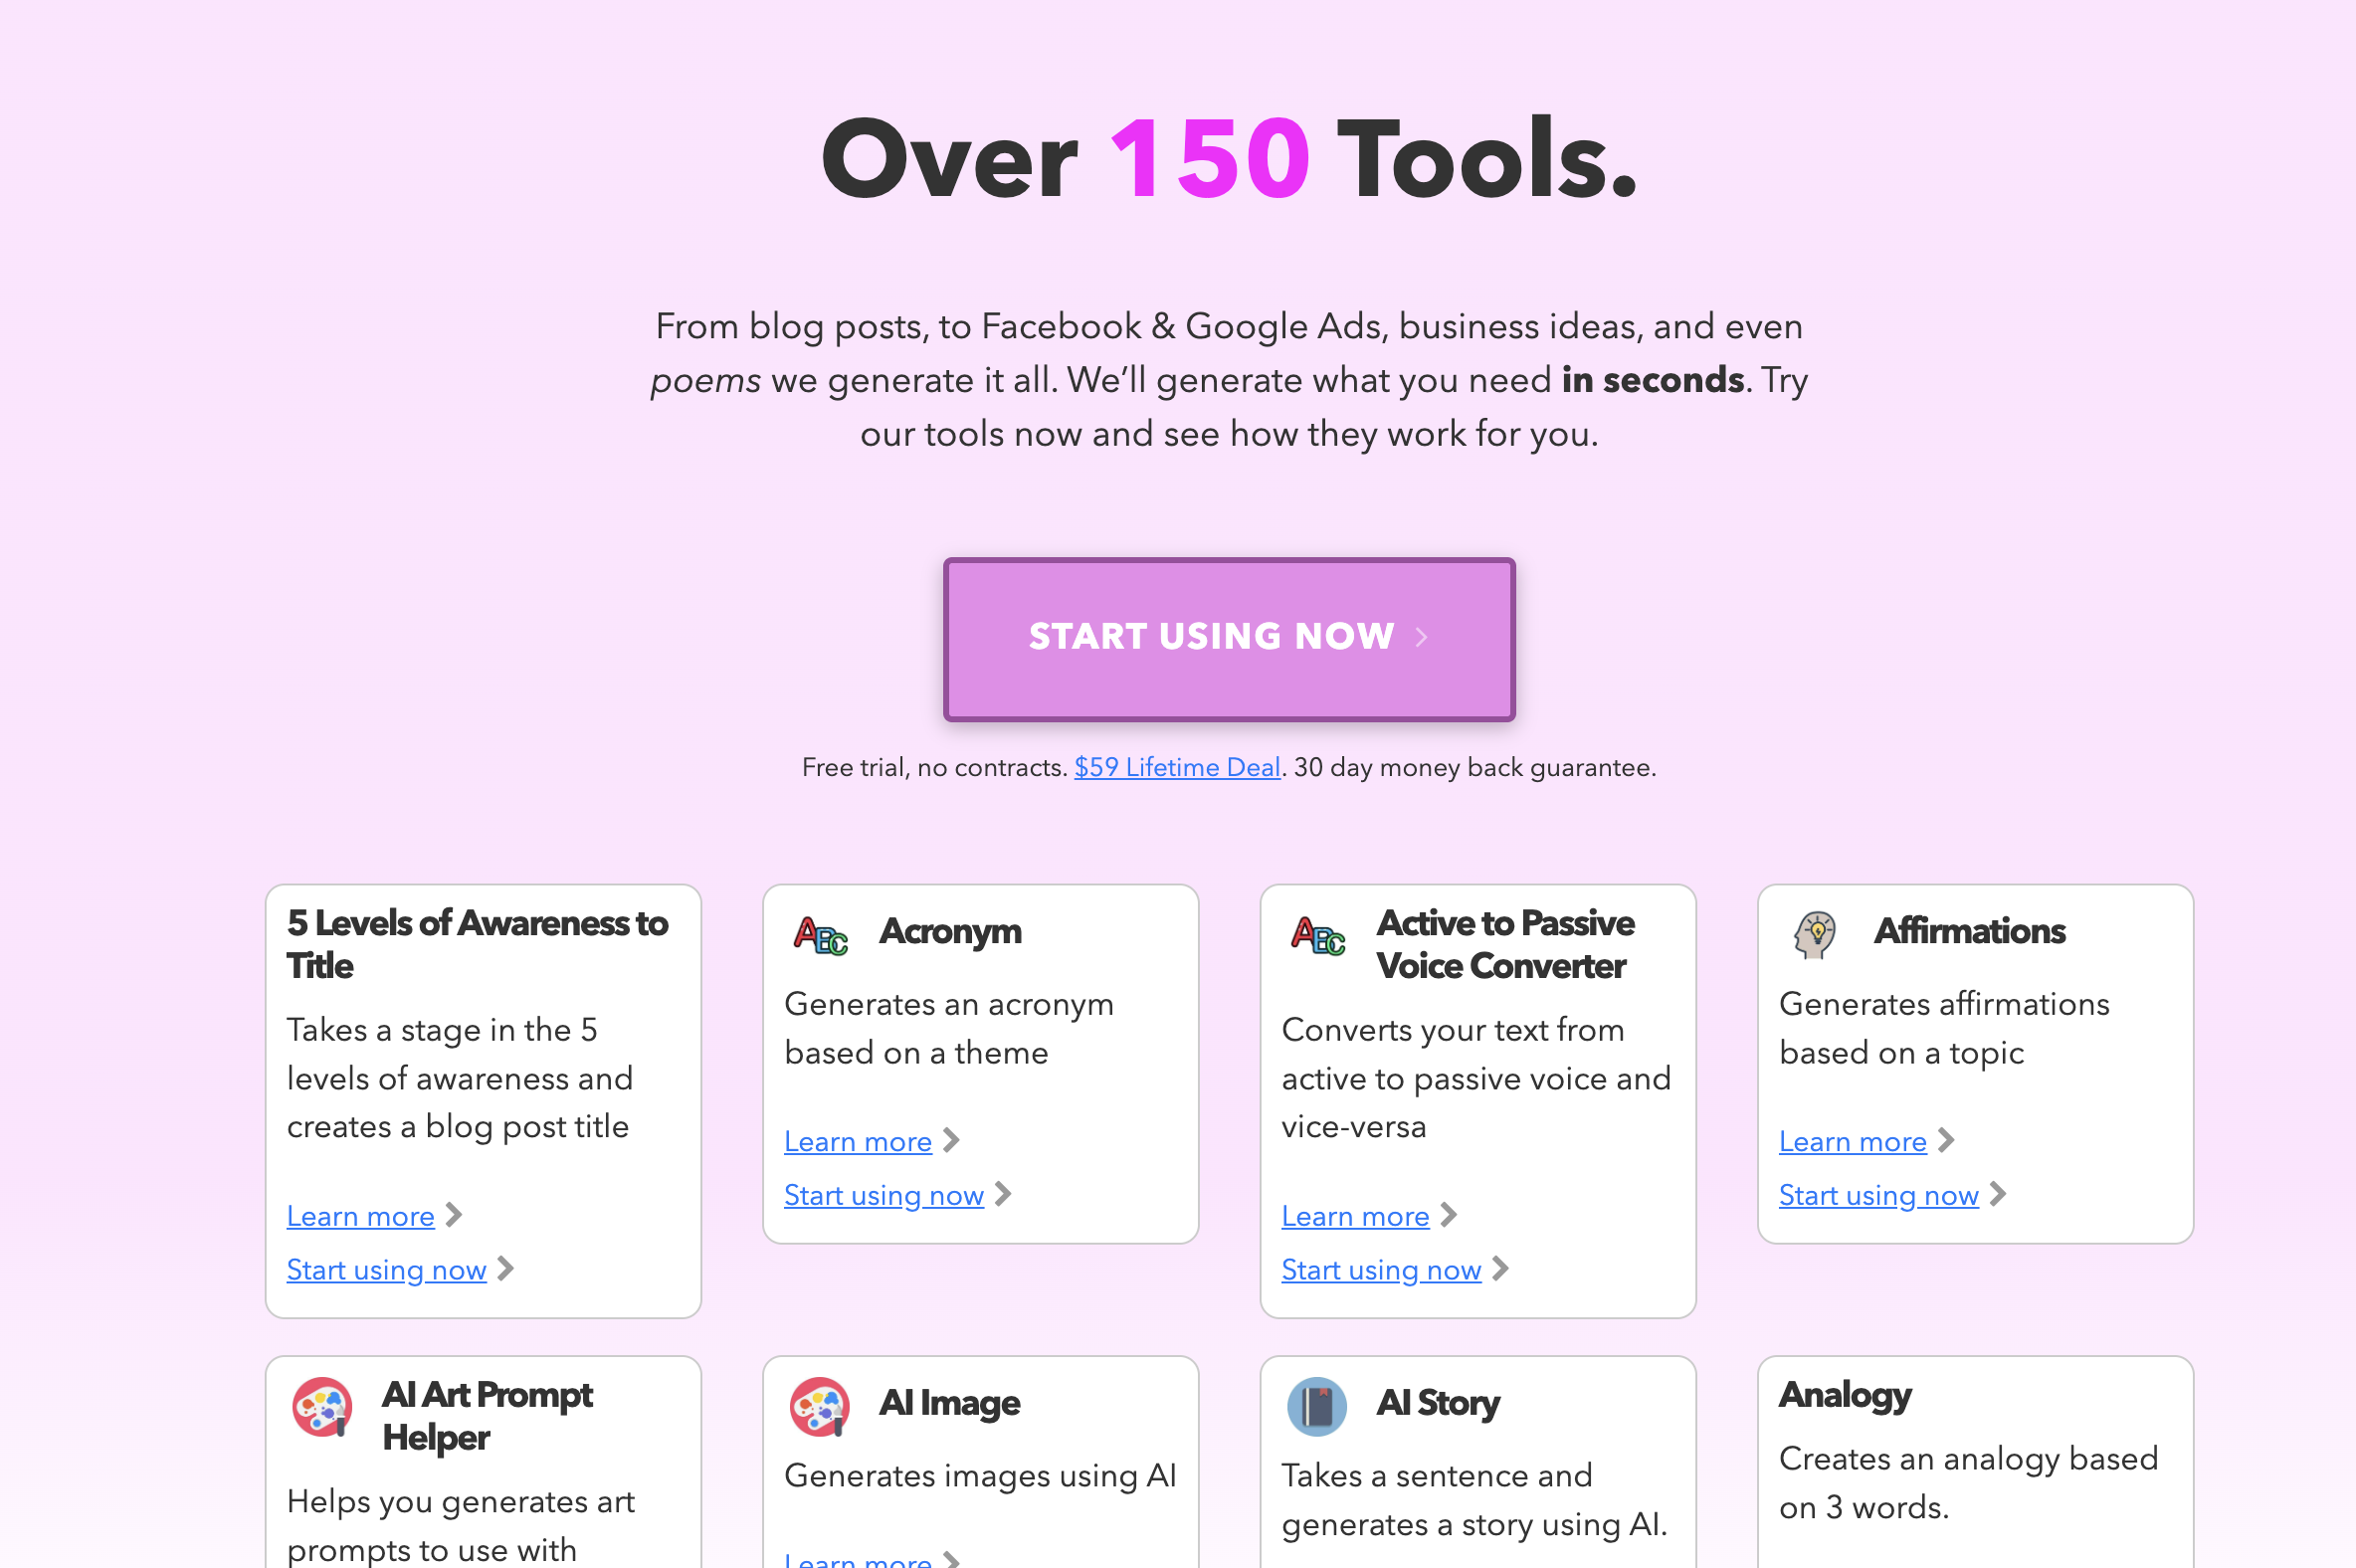 Over 150 Tools.
From blog posts, to Facebook & Google Ads, business ideas, and even
poems we generate it all. We’ll generate what you need in seconds. Try
our tools now and see how they work for you.
START USING NOW
Free trial, no contracts. $59 Lifetime Deal. 30 day money back guarantee.
5 Levels of Awareness to
Title
Takes a stage in the 5
levels of awareness and
creates a blog post title
Learn more
Start using now
ABC
Acronym
Generates an acronym
based on a theme
Learn more
Start using now
ABC
Active to Passive
Voice Converter
Converts your text from
active to passive voice and
vice-versa
Learn more
Start using now
Affirmations
Generates affirmations
based on a topic
Learn more
Start using now
AI Art Prompt
Helper
Helps you generates art
prompts to use with
AI Image
Generates images using AI
Learn more
AI Story
Takes a sentence and
generates a story using AI.
Analogy
Creates an analogy based
on 3 words.